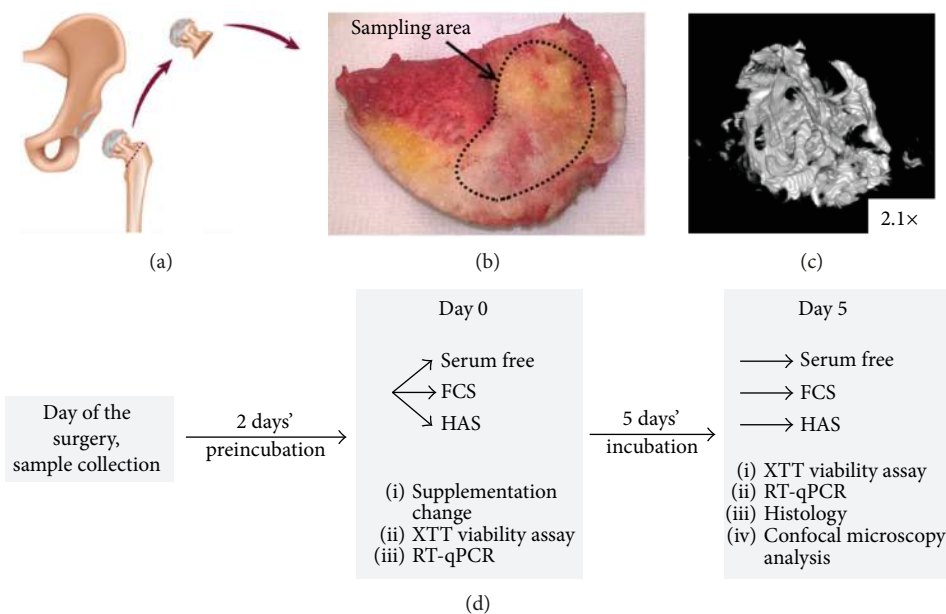 Sampling area
2.1×
(a)
(b)
(c)
Day of the
surgery,
sample collection
2 days'
preincubation
Day 0
Serum free
FCS
HAS
(i) Supplementation
change
(ii) XTT viability assay
(iii) RT-qPCR
5 days'
incubation
Day 5
Serum free
FCS
HAS
(i) XTT viability assay
(ii) RT-qPCR
(iii) Histology
(iv) Confocal microscopy
analysis
(d)